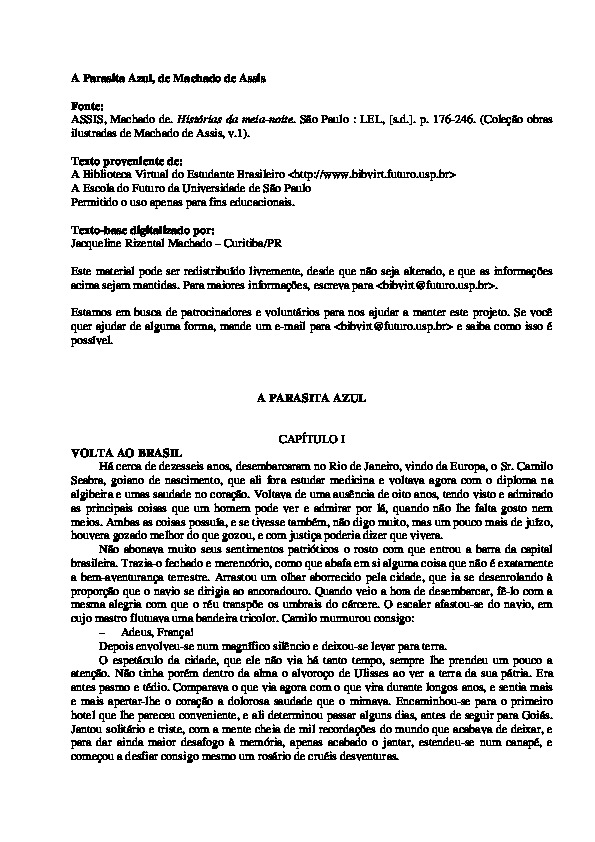 A Parasita Azul, de Machado de Assis
Fonte:
ASSIS, Machado de. Histórias da meia-noite. São Paulo : LEL, [s.d.]. p. 176-246. (Coleção obras
ilustradas de Machado de Assis, v.1).
Texto proveniente de:
A Biblioteca Virtual do Estudante Brasileiro <http://www.bibvirt.futuro.usp.br>
A Escola do Futuro da Universidade de São Paulo
Permitido o uso apenas para fins educacionais.
Texto-base digitalizado por:
Jacqueline Rizental Machado – Curitiba/PR
Este material pode ser redistribuído livremente, desde que não seja alterado, e que as informações
acima sejam mantidas. Para maiores informações, escreva para <bibvirt@futuro.usp.br>.
Estamos em busca de patrocinadores e voluntários para nos ajudar a manter este projeto. Se você
quer ajudar de alguma forma, mande um e-mail para <bibvirt@futuro.usp.br> e saiba como isso é
possível.
A PARASITA AZUL
CAPÍTULO I
VOLTA AO BRASIL
Há cerca de dezesseis anos, desembarcaram no Rio de Janeiro, vindo da Europa, o Sr. Camilo
Seabra, goiano de nascimento, que ali fora estudar medicina e voltava agora com o diploma na
algibeira e umas saudade no coração. Voltava de uma ausência de oito anos, tendo visto e admirado
as principais coisas que um homem pode ver e admirar por lá, quando não lhe falta gosto nem
meios. Ambas as coisas possuía, e se tivesse também, não digo muito, mas um pouco mais de juízo,
houvera gozado melhor do que gozou, e com justiça poderia dizer que vivera.
Não abonava muito seus sentimentos patrióticos o rosto com que entrou a barra da capital
brasileira. Trazia-o fechado e merencório, como que abafa em si alguma coisa que não é exatamente
a bem-aventurança terrestre. Arrastou um olhar aborrecido pela cidade, que ia se desenrolando à
proporção que o navio se dirigia ao ancoradouro. Quando veio a hora de desembarcar, fê-lo com a
mesma alegria com que o réu transpõe os umbrais do cárcere. O escaler afastou-se do navio, em
cujo mastro flutuava uma bandeira tricolor. Camilo murmurou consigo:
– Adeus, França!
Depois envolveu-se num magnífico silêncio e deixou-se levar para terra.
O espetáculo da cidade, que ele não via há tanto tempo, sempre lhe prendeu um pouco a
atenção. Não tinha porém dentro da alma o alvoroço de Ulisses ao ver a terra da sua pátria. Era
antes pasmo e tédio. Comparava o que via agora com o que vira durante longos anos, e sentia mais
e mais apertar-lhe o coração a dolorosa saudade que o mimava. Encaminhou-se para o primeiro
hotel que lhe pareceu conveniente, e ali determinou passar alguns dias, antes de seguir para Goiás.
Jantou solitário e triste, com a mente cheia de mil recordações do mundo que acabava de deixar, e
para dar ainda maior desafogo à memória, apenas acabado o jantar, estendeu-se num canapé, e
começou a desfiar consigo mesmo um rosário de cruéis desventuras.